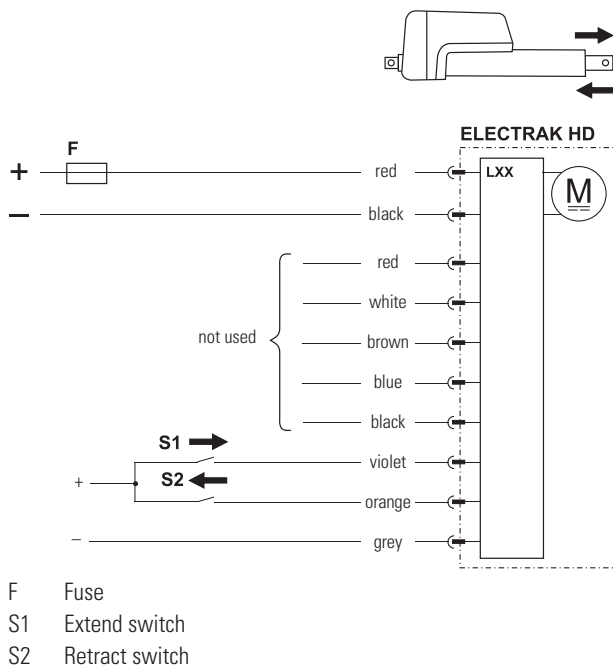 ELECTRAK HD
F
+
red
LXX
M
–
black
red
white
not used
brown
blue
black
S1
violet
+
S2
orange
–
grey
F Fuse
S1 Extend switch
S2 Retract switch